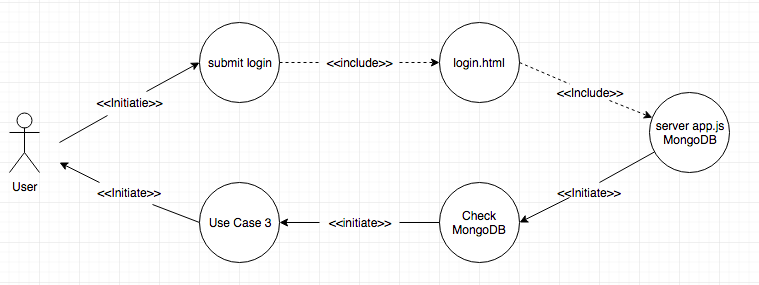 submit login
<<include>>
login.html
<<Initiatie>>
<<Include>>
server app.js
MongoDB
User
<<Initiate>>
<<Initiate>>
Use Case 3
<<initiate>>
Check
MongoDB